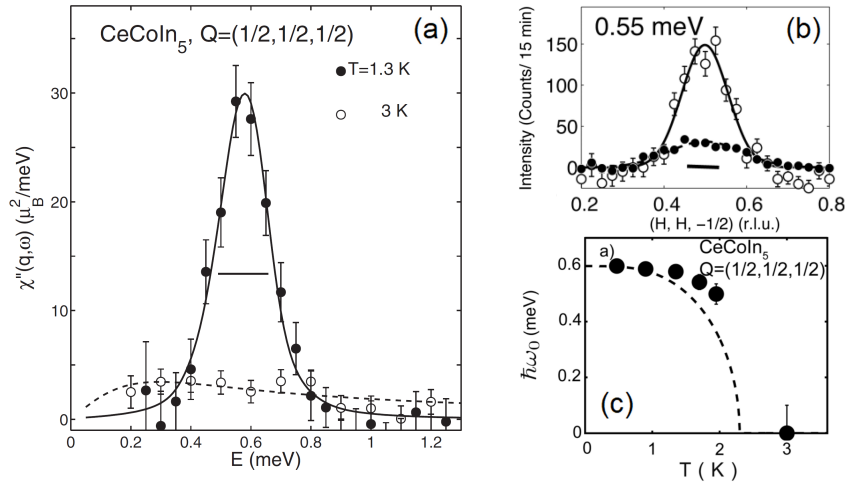 CeCoIn5, Q=(1/2,1/2,1/2)
(a)
T=1.3 K
3 K
30
20
10
0
χ"(q,ω) (μB²/meV)
0
0.2
0.4
0.6
0.8
1
1.2
E (meV)
0.55 meV
(b)
150
100
50
0
Intensity (Counts/ 15 min)
0.2
0.4
0.6
0.8
(H, H, −1/2) (r.l.u.)
a)
CeCoIn5
Q=(1/2,1/2,1/2)
0.6
0.4
0.2
0
ℏω0 (meV)
(c)
0
1
2
3
T ( K )